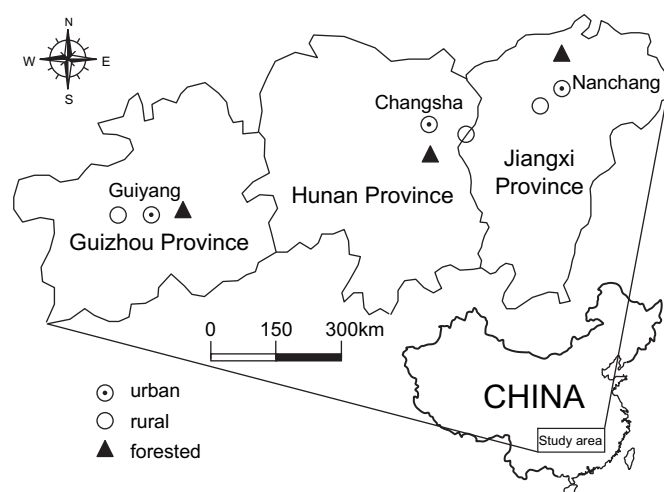 N
W E
S
Changsha
Nanchang
Jiangxi
Province
Guiyang
Hunan Province
Guizhou Province
0 150 300km
urban
rural
forested
CHINA
Study area